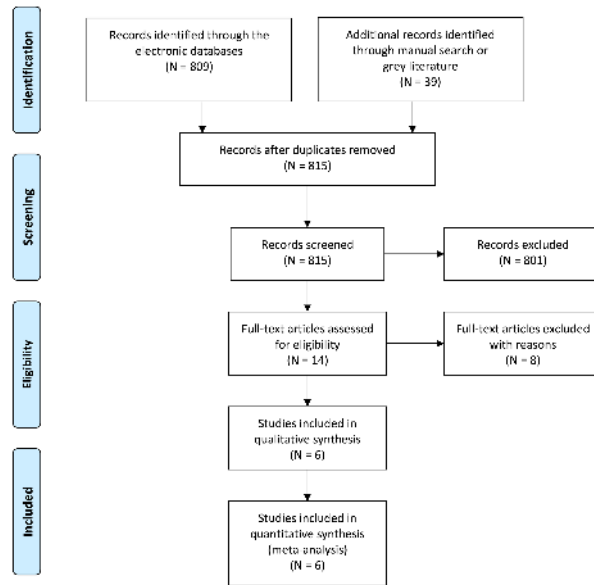 Identification
Records identified through the
electronic databases
(N = 809)
Additional records identified
through manual search or
grey literature
(N = 39)
Records after duplicates removed
(N = 815)
Screening
Records screened
(N = 815)
Records excluded
(N = 801)
Eligibility
Full-text articles assessed
for eligibility
(N = 14)
Full-text articles excluded
with reasons
(N = 8)
Studies included in
qualitative synthesis
(N = 6)
Included
Studies included in
quantitative synthesis
(meta analysis)
(N = 6)